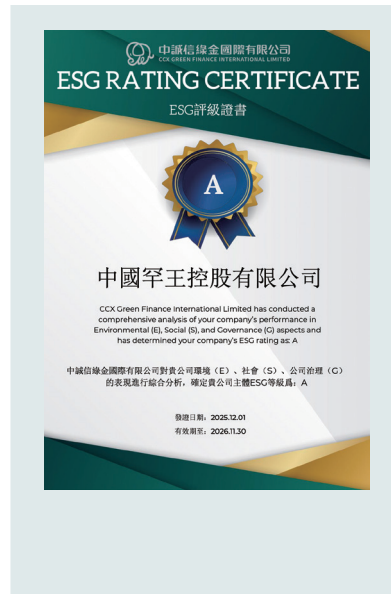 中誠信綠金國際有限公司
CCX GREEN FINANCE INTERNATIONAL LIMITED
ESG RATING CERTIFICATE
ESG評級證書
A
中國罕王控股有限公司
CCX Green Finance International Limited has conducted a
comprehensive analysis of your company's performance in
Environmental (E), Social (S), and Governance (G) aspects and
has determined your company's ESG rating as: A
中誠信綠金國際有限公司對貴公司環境（E）、社會（S）、公司治理（G）
的表現進行綜合分析，確定貴公司主體ESG等級爲：A
發證日期：2025.12.01
有效期至：2026.11.30